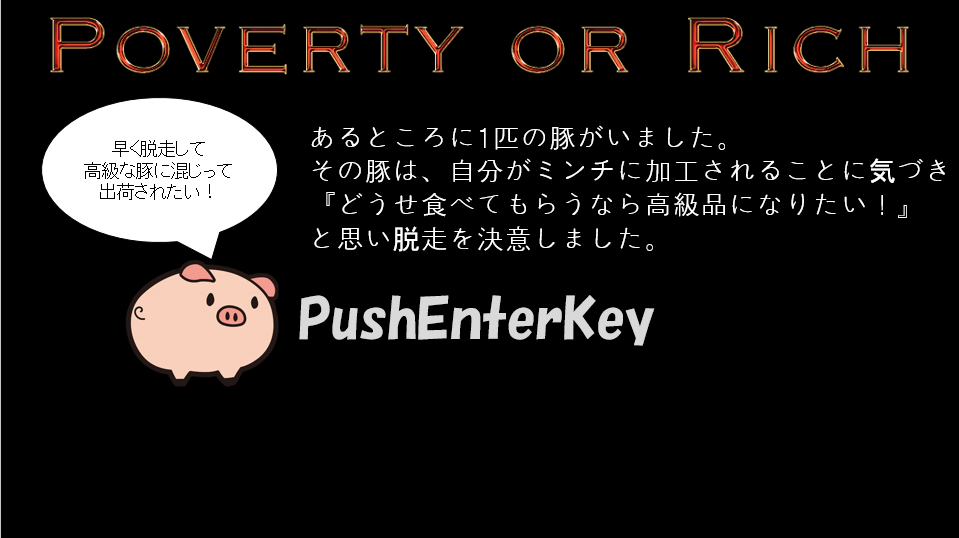 POVERTY OR RICH
早く脱走して
高級な豚に混じって
出荷されたい！
あるところに1匹の豚がいました。
その豚は、自分がミンチに加工されることに気づき
『どうせ食べてもらうなら高級品になりたい！』
と思い脱走を決意しました。
PushEnterKey